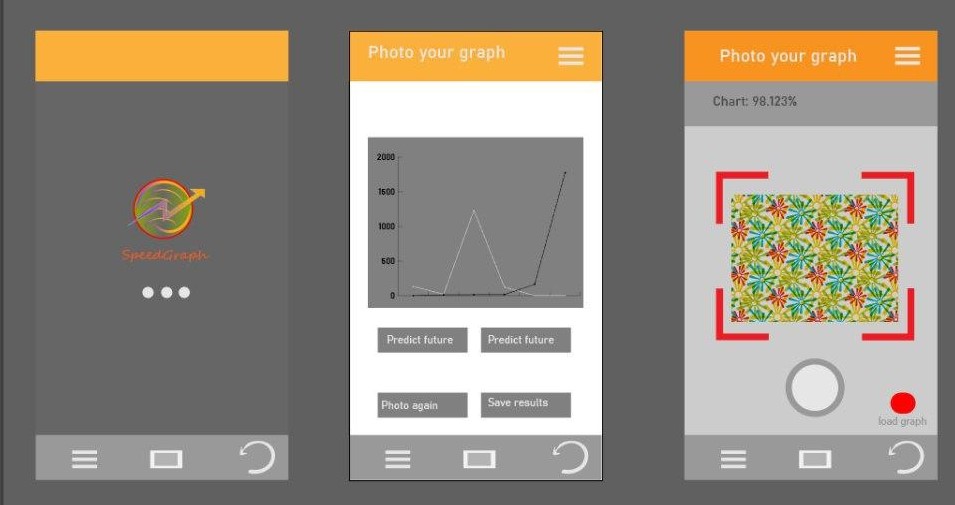 SpeedGraph
Photo your graph
2000
1500
1000
500
0
Predict future
Predict future
Photo again
Save results
Photo your graph
Chart: 98.123%
load graph